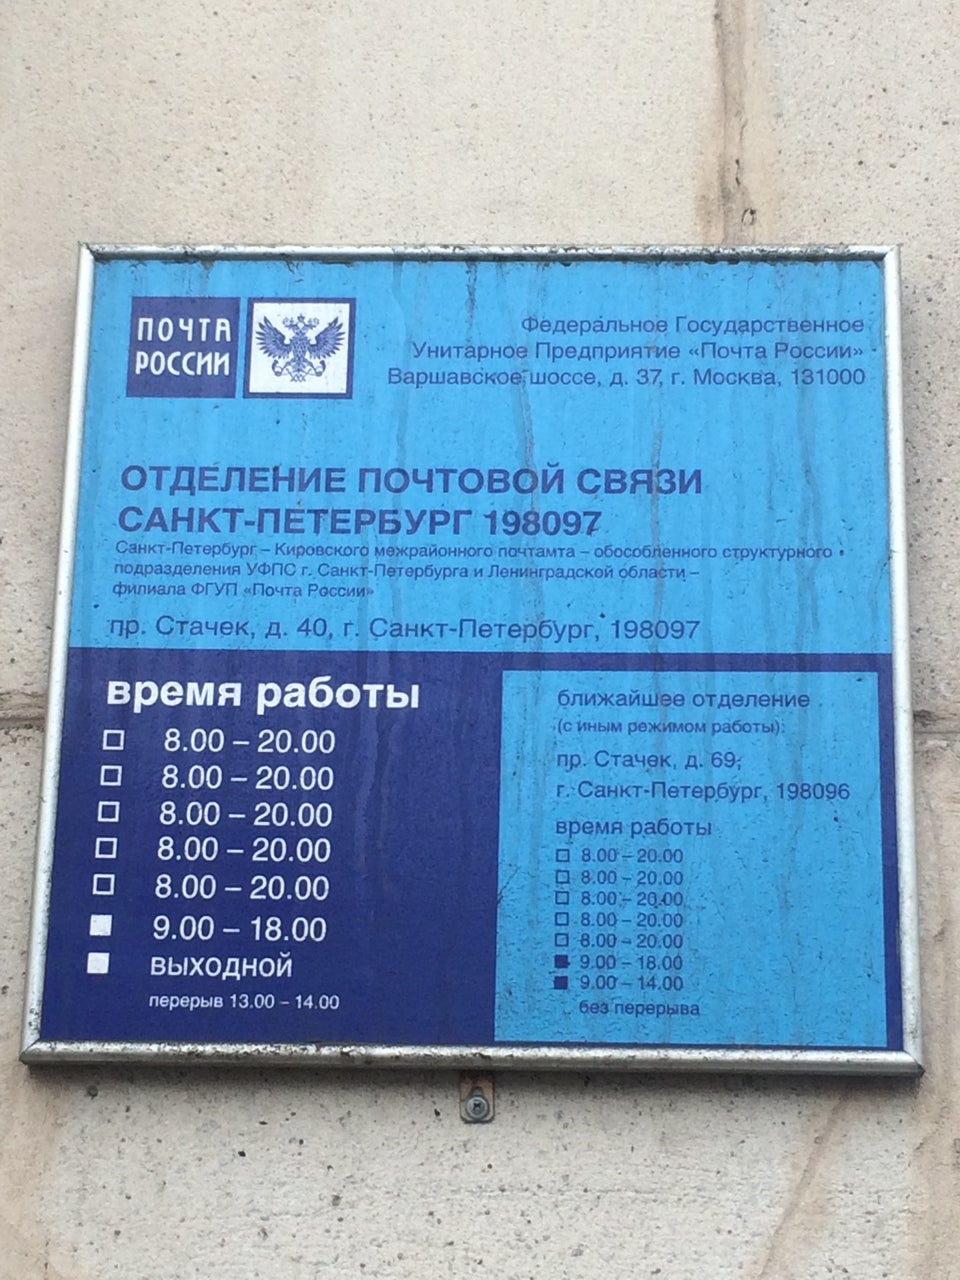 ПОЧТА
РОССИИ
Федеральное Государственное
Унитарное Предприятие «Почта России»
Варшавское шоссе, д. 37, г. Москва, 131000
ОТДЕЛЕНИЕ ПОЧТОВОЙ СВЯЗИ
САНКТ-ПЕТЕРБУРГ 198097
Санкт-Петербург – Кировского межрайонного почтамта – обособленного структурного
подразделения УФПС г. Санкт-Петербурга и Ленинградской области –
филиала ФГУП «Почта России»
пр. Стачек, д. 40, г. Санкт-Петербург, 198097
время работы
8.00 – 20.00
8.00 – 20.00
8.00 – 20.00
8.00 – 20.00
8.00 – 20.00
9.00 – 18.00
выходной
перерыв 13.00 – 14.00
ближайшее отделение
(с иным режимом работы):
пр. Стачек, д. 69,
г. Санкт-Петербург, 198096
время работы
8.00 – 20.00
8.00 – 20.00
8.00 – 20.00
8.00 – 20.00
8.00 – 20.00
9.00 – 18.00
9.00 – 14.00
без перерыва